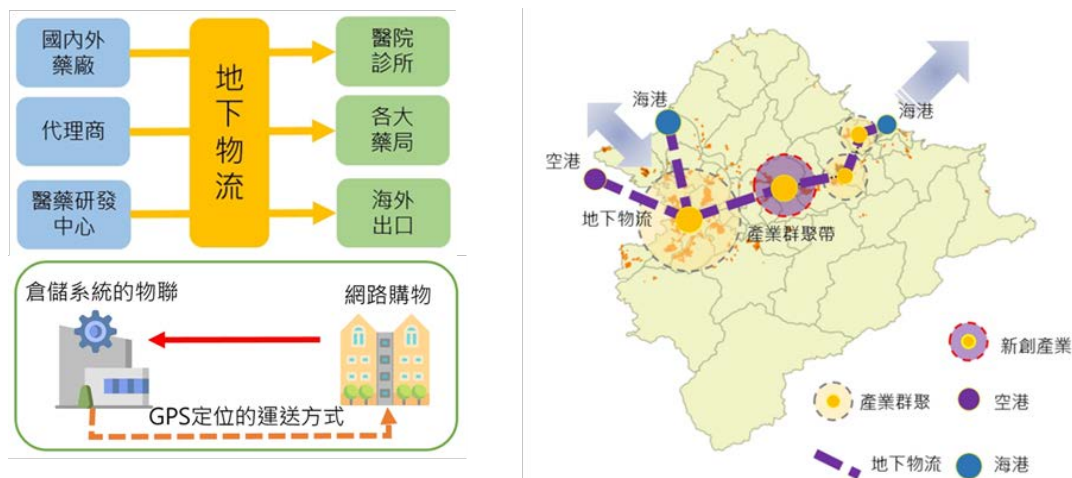 國內外
藥廠
代理商
醫藥研發
中心
地
下
物
流
醫院
診所
各大
藥局
海外
出口
倉儲系統的物聯
網路購物
GPS定位的運送方式
海港
海港
空港
地下物流
產業群聚帶
新創產業
產業群聚
空港
地下物流
海港